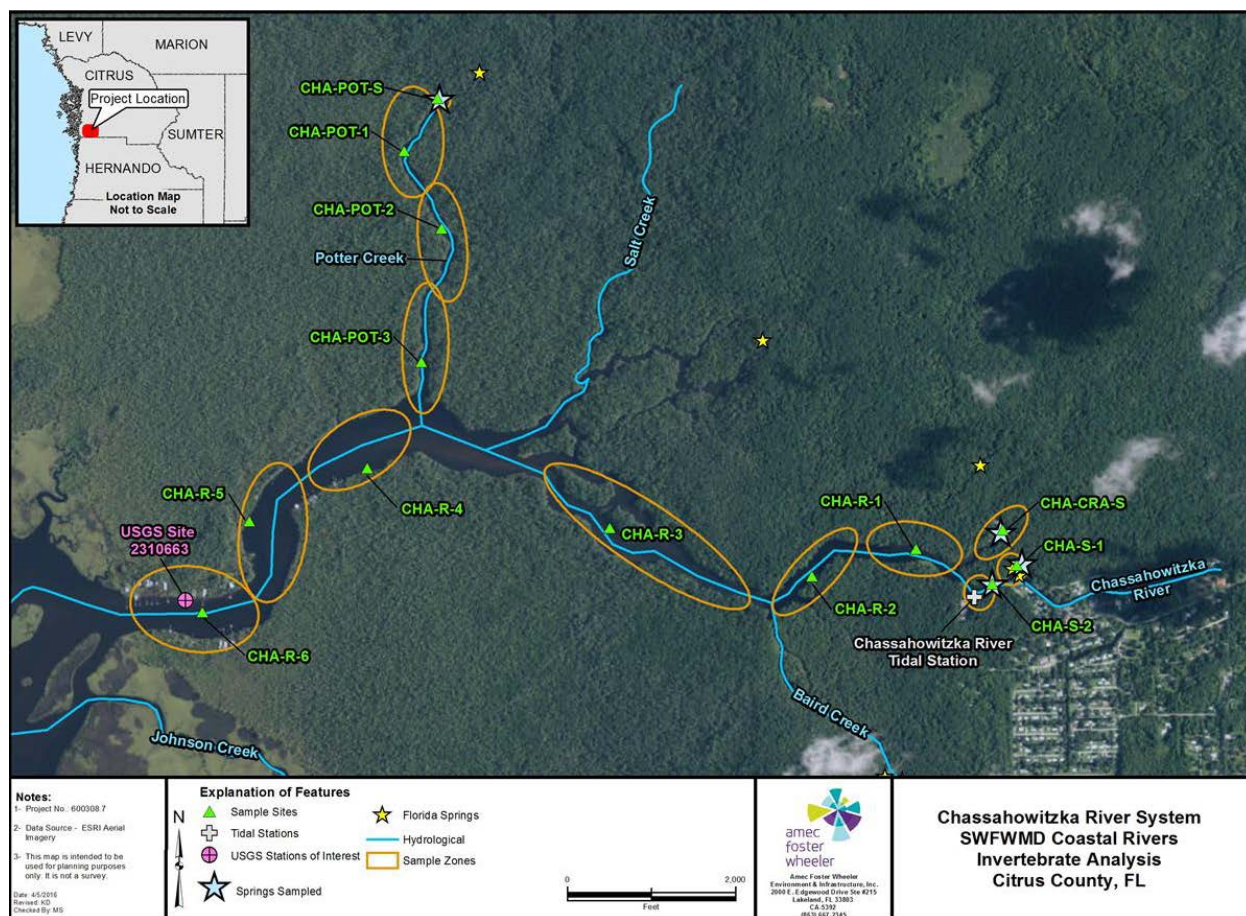 LEVY
MARION
CITRUS
Project Location
SUMTER
HERNANDO
Location Map
Not to Scale
CHA-POT-S
CHA-POT-1
CHA-POT-2
Potter Creek
CHA-POT-3
Salt Creek
CHA-R-5
USGS Site
2310663
CHA-R-4
CHA-R-6
CHA-R-3
CHA-R-1
CHA-CRA-S
CHA-S-1
Chassahowitzka
River
CHA-R-2
CHA-S-2
Chassahowitzka River
Tidal Station
Baird Creek
Johnson Creek
Notes:
1- Project No. 600308.7
2- Data Source - ESRI Aerial
Imagery
3- This map is intended to be
used for planning purposes
only. It is not a survey.
Date: 4/5/2016
Revised: KD
Checked By: MS
N
Explanation of Features
Sample Sites
Tidal Stations
USGS Stations of Interest
Springs Sampled
Florida Springs
Hydrological
Sample Zones
0
2,000
Feet
amec
foster
wheeler
Amec Foster Wheeler
Environment & Infrastructure, Inc.
2000 E. Edgewood Drive Ste #215
Lakeland, FL 33803
CA-5392
(863) 667-2345
Chassahowitzka River System
SWFWMD Coastal Rivers
Invertebrate Analysis
Citrus County, FL